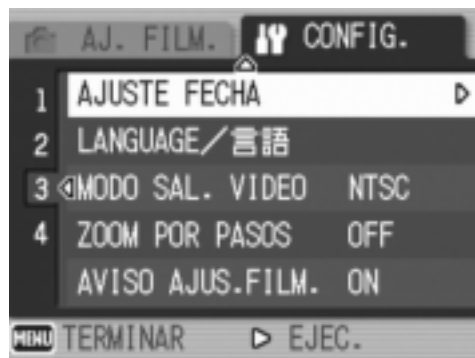 AJ. FILM. CONFIG.
1 AJUSTE FECHA
2 LANGUAGE／言語
3 MODO SAL. VIDEO NTSC
4 ZOOM POR PASOS OFF
AVISO AJUS.FILM. ON
MENU TERMINAR EJEC.